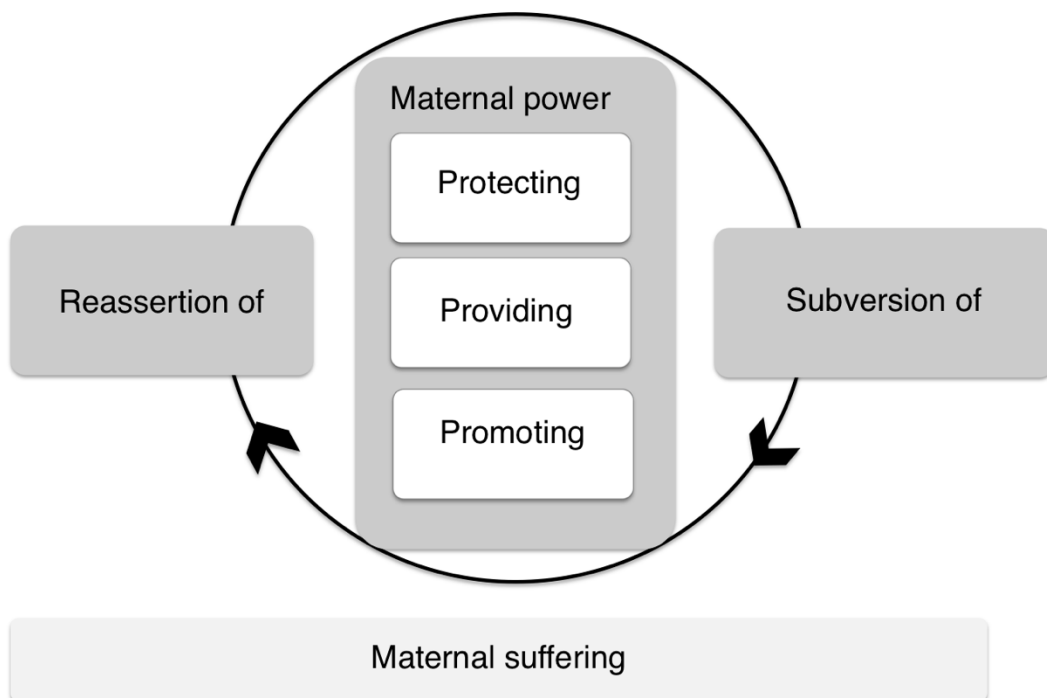 Maternal power
Protecting
Reassertion of
Providing
Subversion of
Promoting
Maternal suffering